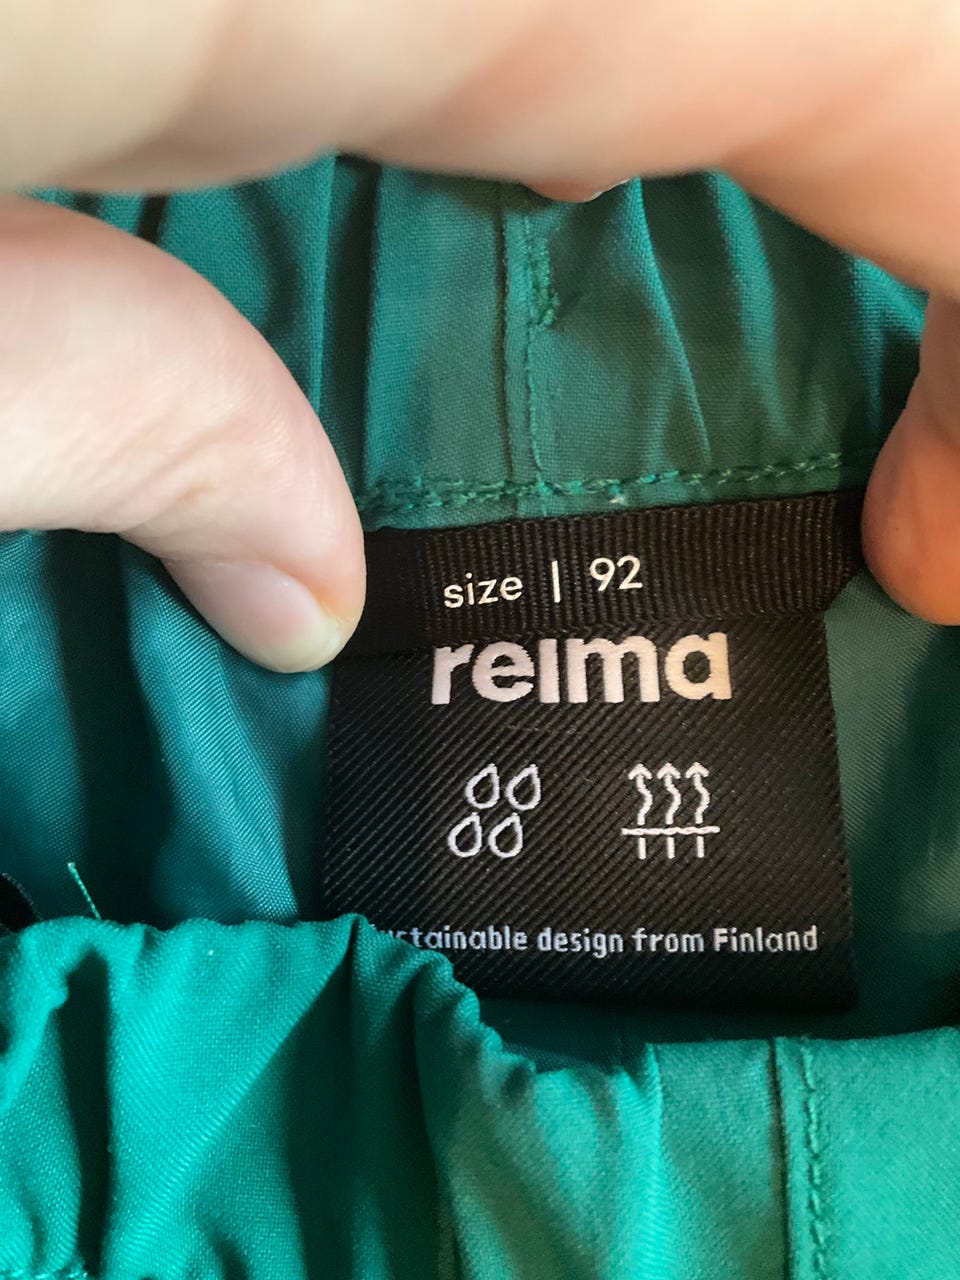 size | 92
reima
design from Finland